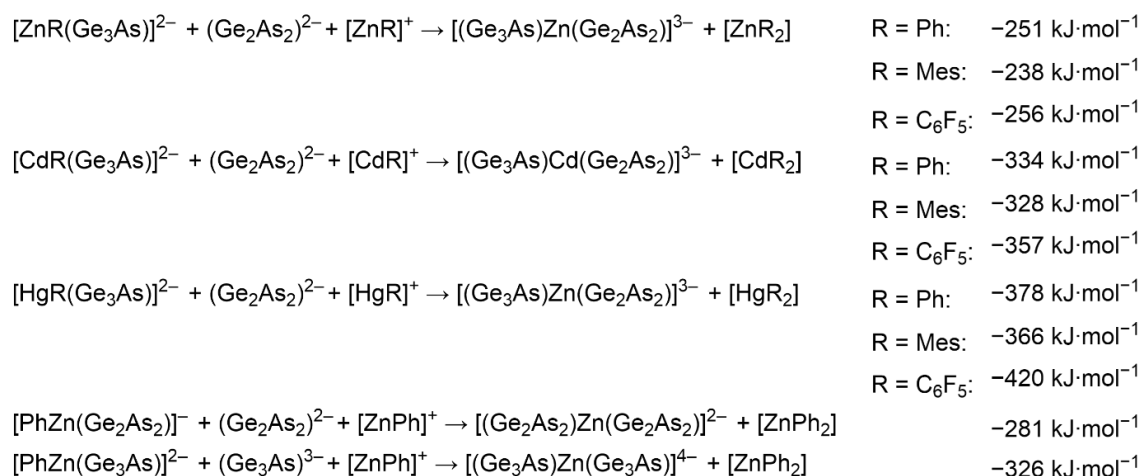 [ZnR(Ge₃As)]²⁻ + (Ge₂As₂)²⁻ + [ZnR]⁺ → [(Ge₃As)Zn(Ge₂As₂)]³⁻ + [ZnR₂] R = Ph: −251 kJ·mol⁻¹
R = Mes: −238 kJ·mol⁻¹
R = C₆F₅: −256 kJ·mol⁻¹
[CdR(Ge₃As)]²⁻ + (Ge₂As₂)²⁻ + [CdR]⁺ → [(Ge₃As)Cd(Ge₂As₂)]³⁻ + [CdR₂] R = Ph: −334 kJ·mol⁻¹
R = Mes: −328 kJ·mol⁻¹
R = C₆F₅: −357 kJ·mol⁻¹
[HgR(Ge₃As)]²⁻ + (Ge₂As₂)²⁻ + [HgR]⁺ → [(Ge₃As)Zn(Ge₂As₂)]³⁻ + [HgR₂] R = Ph: −378 kJ·mol⁻¹
R = Mes: −366 kJ·mol⁻¹
R = C₆F₅: −420 kJ·mol⁻¹
[PhZn(Ge₂As₂)]⁻ + (Ge₂As₂)²⁻ + [ZnPh]⁺ → [(Ge₂As₂)Zn(Ge₂As₂)]²⁻ + [ZnPh₂] −281 kJ·mol⁻¹
[PhZn(Ge₃As)]²⁻ + (Ge₃As)³⁻ + [ZnPh]⁺ → [(Ge₃As)Zn(Ge₃As)]⁴⁻ + [ZnPh₂] −326 kJ·mol⁻¹